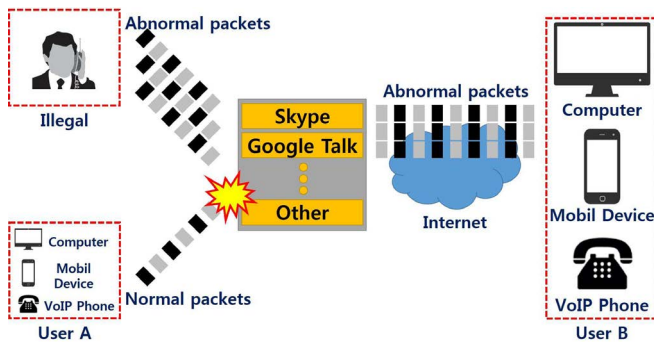 Abnormal packets
Illegal
Skype
Google Talk
Other
Abnormal packets
Internet
Computer
Mobil Device
VoIP Phone
User B
Computer
Mobil
Device
VoIP Phone
User A
Normal packets